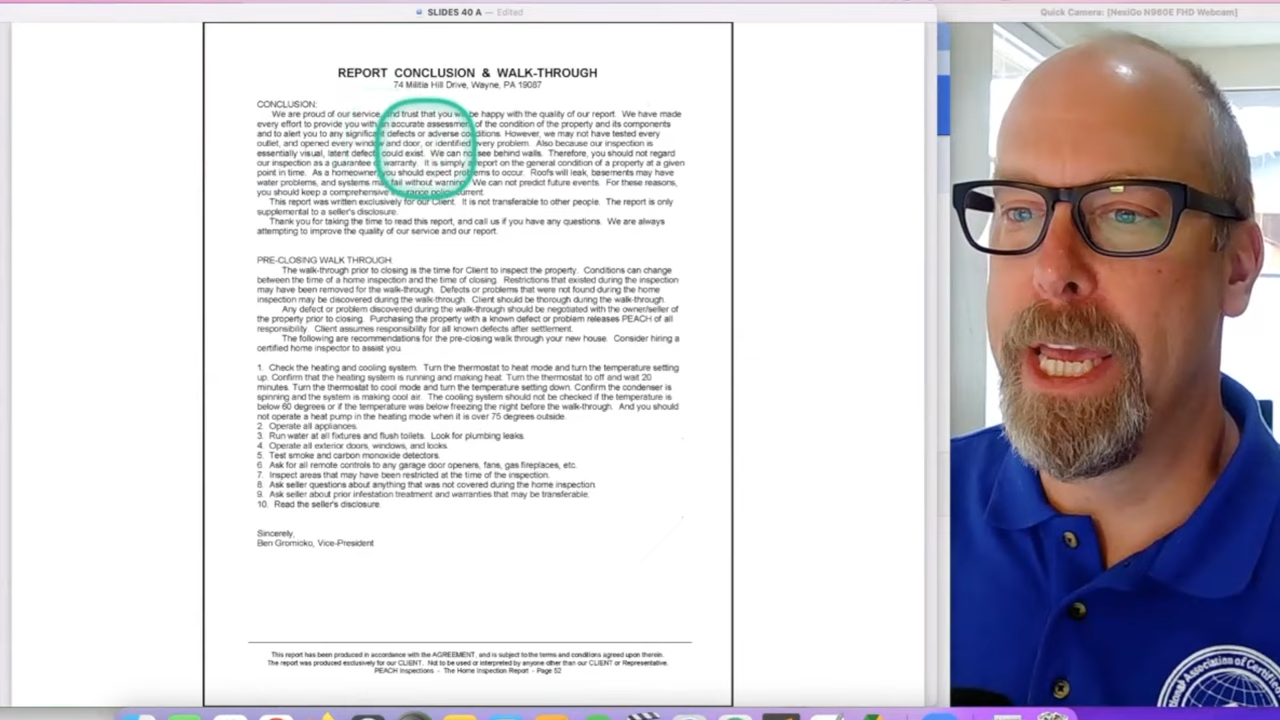 SLIDES 40 A — Edited
Quick Camera: [NexiGo N960E FHD Webcam]
REPORT CONCLUSION & WALK-THROUGH
74 Militia Hill Drive, Wayne, PA 19087
CONCLUSION:
We are proud of our service and trust that you will be happy with the quality of our report. We have made
every effort to provide you with an accurate assessment of the condition of the property and its components
and to alert you to any significant defects or adverse conditions. However, we may not have tested every
outlet, and opened every window and door, or identified every problem. Also because our inspection is
essentially visual, latent defects could exist. We can not see behind walls. Therefore, you should not regard
our inspection as a guarantee or warranty. It is simply a report on the general condition of a property at a given
point in time. As a homeowner, you should expect problems to occur. Roofs will leak, basements may have
water problems, and systems may fail without warning. We can not predict future events. For these reasons,
you should keep a comprehensive insurance policy current.
This report was written exclusively for our Client. It is not transferable to other people. The report is only
supplemental to a seller's disclosure.
Thank you for taking the time to read this report, and call us if you have any questions. We are always
attempting to improve the quality of our service and our report.
PRE-CLOSING WALK THROUGH:
The walk-through prior to closing is the time for Client to inspect the property. Conditions can change
between the time of a home inspection and the time of closing. Restrictions that existed during the inspection
may have been removed for the walk-through. Defects or problems that were not found during the home
inspection may be discovered during the walk-through. Client should be thorough during the walk-through.
Any defect or problem discovered during the walk-through should be negotiated with the owner/seller of
the property prior to closing. Purchasing the property with a known defect or problem releases PEACH of all
responsibility. Client assumes responsibility for all known defects after settlement.
The following are recommendations for the pre-closing walk through your new house. Consider hiring a
certified home inspector to assist you.
1. Check the heating and cooling system. Turn the thermostat to heat mode and turn the temperature setting
up. Confirm that the heating system is running and making heat. Turn the thermostat to off and wait 20
minutes. Turn the thermostat to cool mode and turn the temperature setting down. Confirm the condenser is
spinning and the system is making cool air. The cooling system should not be checked if the temperature is
below 60 degrees or if the temperature was below freezing the night before the walk-through. And you should
not operate a heat pump in the heating mode when it is over 75 degrees outside.
2. Operate all appliances.
3. Run water at all fixtures and flush toilets. Look for plumbing leaks.
4. Operate all exterior doors, windows, and locks.
5. Test smoke and carbon monoxide detectors.
6. Ask for all remote controls to any garage door openers, fans, gas fireplaces, etc.
7. Inspect areas that may have been restricted at the time of the inspection.
8. Ask seller questions about anything that was not covered during the home inspection.
9. Ask seller about prior infestation treatment and warranties that may be transferable.
10. Read the seller's disclosure.
Sincerely,
Ben Gromicko, Vice-President
This report has been produced in accordance with the AGREEMENT, and is subject to the terms and conditions agreed upon therein.
The report was produced exclusively for our CLIENT. Not to be used or interpreted by anyone other than our CLIENT or Representative.
PEACH Inspections - The Home Inspection Report - Page 52
Association of